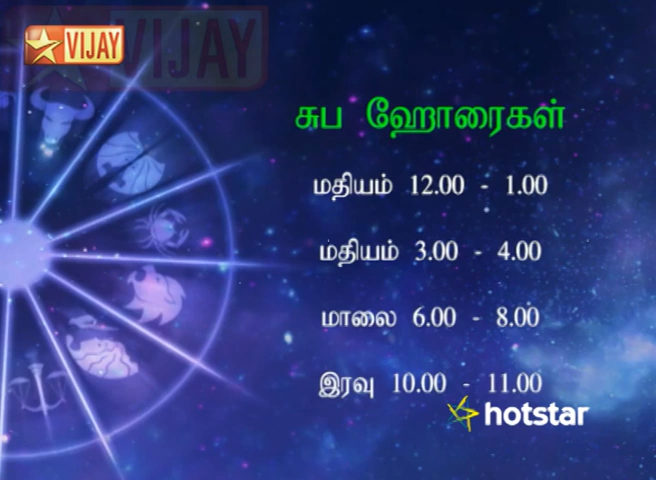 VIJAY
VIJAY
சுப ஹோரைகள்
மதியம் 12.00 - 1.00
மதியம் 3.00 - 4.00
மாலை 6.00 - 8.00
இரவு 10.00 - 11.00
hotstar